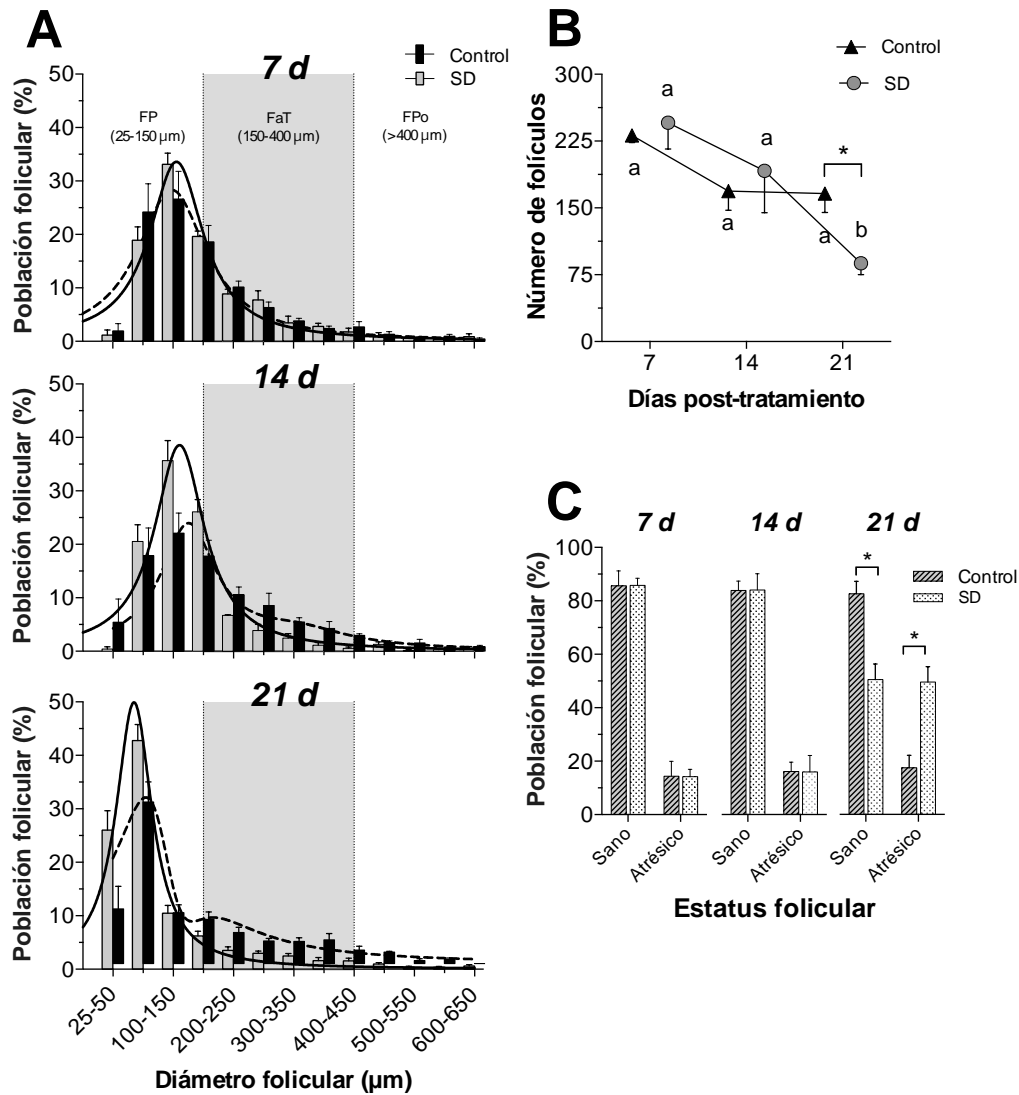 A
Control
SD
7 d
50
40
30
20
10
0
Población folicular (%)
FP
(25-150 µm)
FaT
(150-400 µm)
FPo
(>400 µm)
14 d
50
40
30
20
10
0
Población folicular (%)
21 d
50
40
30
20
10
0
Población folicular (%)
25-50
100-150
200-250
300-350
400-450
500-550
600-650
Diámetro folicular (µm)
B
Control
SD
300
225
150
75
0
Número de folículos
a
a
a
a
a
b
*
7
14
21
Días post-tratamiento
C
7 d
14 d
21 d
Control
SD
100
80
60
40
20
0
Población folicular (%)
*
*
Sano
Atrésico
Sano
Atrésico
Sano
Atrésico
Estatus folicular